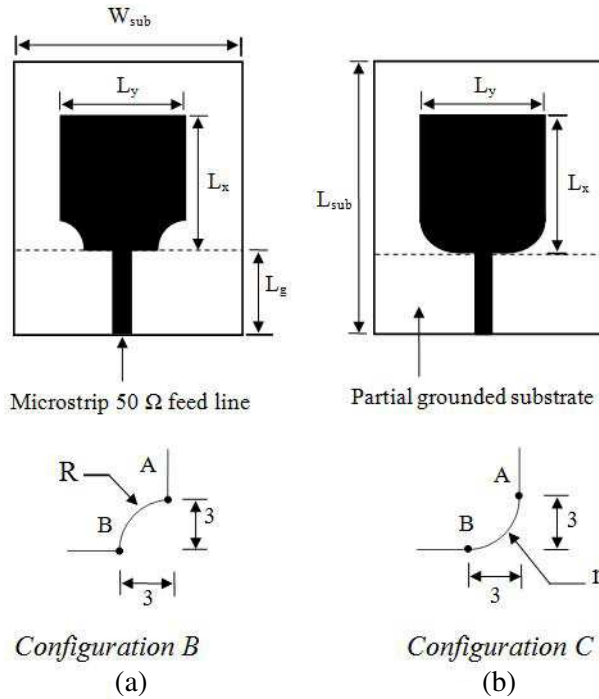 W_sub
L_y
L_x
L_g
Microstrip 50 Ω feed line
L_y
L_x
L_sub
Partial grounded substrate
R
A
B
3
3
Configuration B
(a)
A
B
3
3
r
Configuration C
(b)